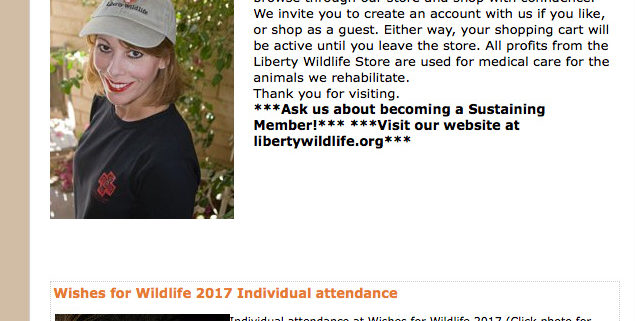 Liberty Wildlife
Browse through our store and shop with confidence.
We invite you to create an account with us if you like,
or shop as a guest. Either way, your shopping cart will
be active until you leave the store. All profits from the
Liberty Wildlife Store are used for medical care for the
animals we rehabilitate.
Thank you for visiting.
***Ask us about becoming a Sustaining
Member!*** ***Visit our website at
libertywildlife.org***
Wishes for Wildlife 2017 Individual attendance
Individual attendance at Wishes for Wildlife 2017 (Click photo for